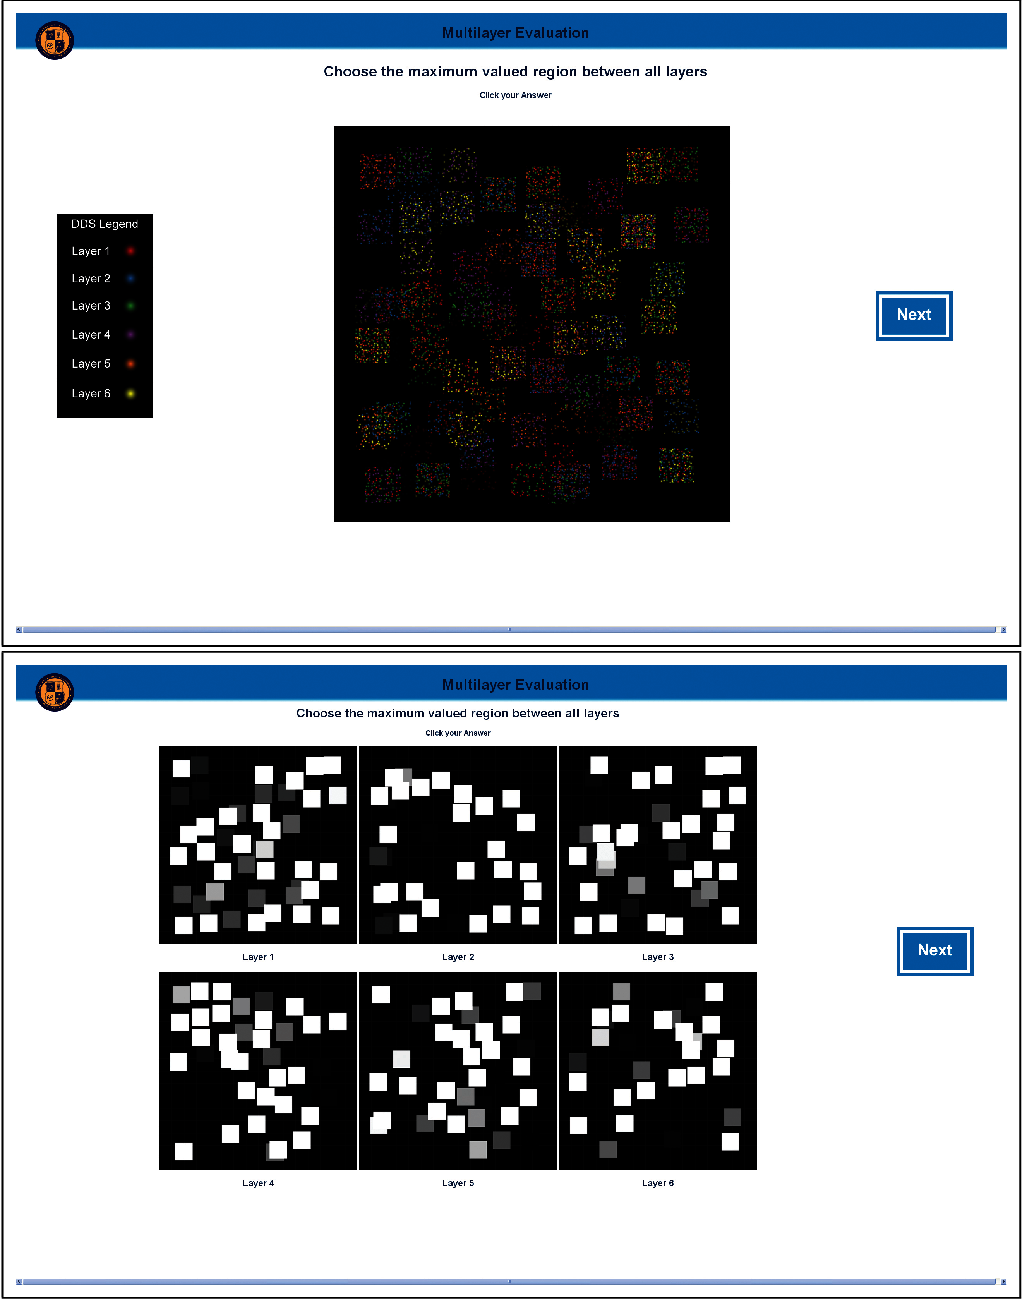 Multilayer Evaluation
Choose the maximum valued region between all layers
Click your Answer
DDS Legend
Layer 1
Layer 2
Layer 3
Layer 4
Layer 5
Layer 6
Next
Multilayer Evaluation
Choose the maximum valued region between all layers
Click your Answer
Layer 1 Layer 2 Layer 3
Next
Layer 4 Layer 5 Layer 6